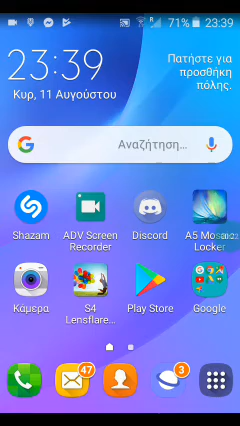 R 71% 23:39
23:39
Κυρ, 11 Αυγούστου
Πατήστε για
προσθήκη
πόλης.
Αναζήτηση...
Shazam
ADV Screen
Recorder
Discord
A5 
Locker
Κάμερα
S4
Lensflare...
Play Store
Google
47
3